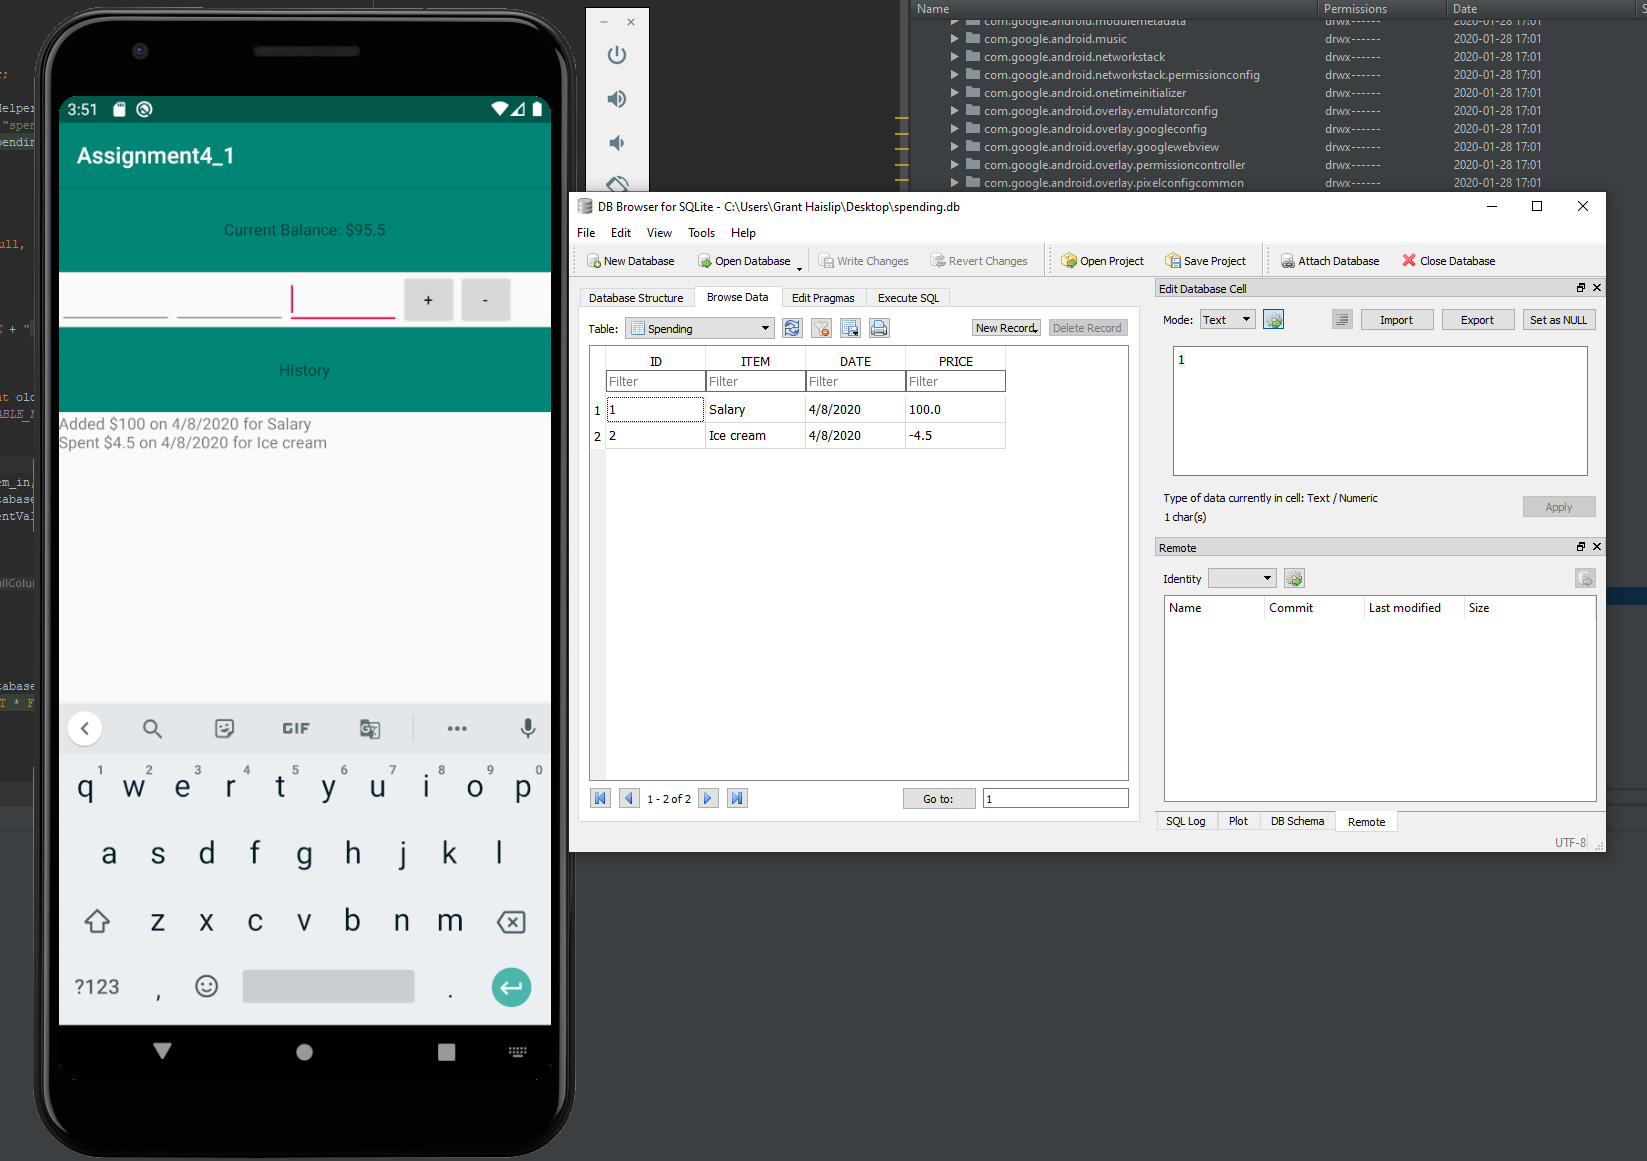 r;
Helper
"spen
pendin
ull,
E + "
nt old
TABLE_N
em_in,
tabase
entVal
ullColum
tabase
T * F
3:51
Assignment4_1
Current Balance: $95.5
+ -
History
Added $100 on 4/8/2020 for Salary
Spent $4.5 on 4/8/2020 for Ice cream
GIF
1 2 3 4 5 6 7 8 9 0
q w e r t y u i o p
a s d f g h j k l
z x c v b n m
?123 , .
Name Permissions Date S
com.google.android.modulemetadata drwx------ 2020-01-28 17:01
com.google.android.music drwx------ 2020-01-28 17:01
com.google.android.networkstack drwx------ 2020-01-28 17:01
com.google.android.networkstack.permissionconfig drwx------ 2020-01-28 17:01
com.google.android.onetimeinitializer drwx------ 2020-01-28 17:01
com.google.android.overlay.emulatorconfig drwx------ 2020-01-28 17:01
com.google.android.overlay.googleconfig drwx------ 2020-01-28 17:01
com.google.android.overlay.googlewebview drwx------ 2020-01-28 17:01
com.google.android.overlay.permissioncontroller drwx------ 2020-01-28 17:01
com.google.android.overlay.pixelconfigcommon drwx------ 2020-01-28 17:01
DB Browser for SQLite - C:\Users\Grant Haislip\Desktop\spending.db
File Edit View Tools Help
New Database Open Database Write Changes Revert Changes Open Project Save Project Attach Database Close Database
Database Structure Browse Data Edit Pragmas Execute SQL
Table: Spending New Record Delete Record
ID ITEM DATE PRICE
Filter Filter Filter Filter
1 1 Salary 4/8/2020 100.0
2 2 Ice cream 4/8/2020 -4.5
1 - 2 of 2 Go to: 1
Edit Database Cell
Mode: Text Import Export Set as NULL
1
Type of data currently in cell: Text / Numeric
1 char(s)
Apply
Remote
Identity
Name Commit Last modified Size
SQL Log Plot DB Schema Remote
UTF-8